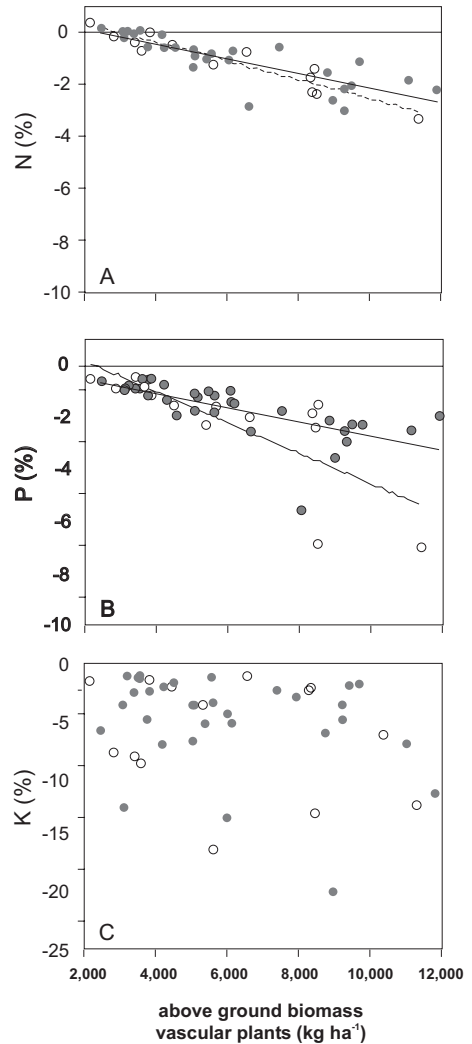 0
-2
-4
-6
-8
-10
N (%)
A
0
-2
-4
-6
-8
-10
P (%)
B
0
-5
-10
-15
-20
-25
K (%)
C
2,000 4,000 6,000 8,000 10,000 12,000
above ground biomass
vascular plants (kg ha⁻¹)